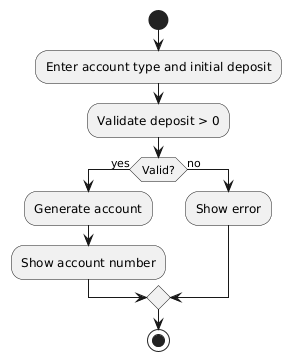 Enter account type and initial deposit
Validate deposit > 0
Valid?
yes
no
Generate account
Show error
Show account number